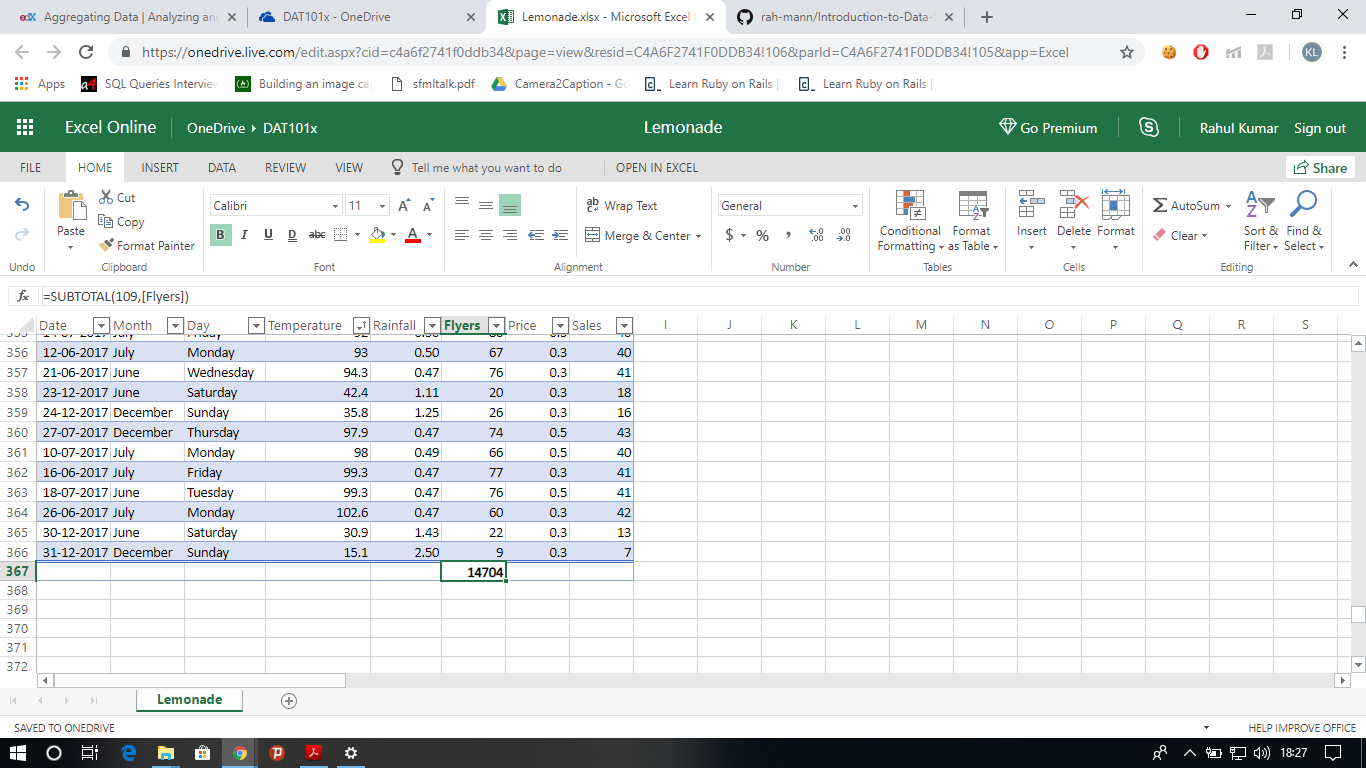 edX Aggregating Data | Analyzing an
DAT101x - OneDrive
Lemonade.xlsx - Microsoft Excel
rah-mann/Introduction-to-Data-
https://onedrive.live.com/edit.aspx?cid=c4a6f2741f0ddb34&page=view&resid=C4A6F2741F0DDB34!106&parId=C4A6F2741F0DDB34!105&app=Excel
KL
Apps
SQL Queries Interview
Building an image ca
sfmltalk.pdf
Camera2Caption - Go
Learn Ruby on Rails |
Learn Ruby on Rails |
Excel Online
OneDrive
DAT101x
Lemonade
Go Premium
Rahul Kumar
Sign out
FILE HOME INSERT DATA REVIEW VIEW Tell me what you want to do OPEN IN EXCEL Share
Paste
Cut
Copy
Format Painter
Calibri 11
B I U D abc
Wrap Text
Merge & Center
General
$ % ,
.00
.00
Conditional Formatting
Format as Table
Insert Delete Format
AutoSum
Clear
Sort & Filter
Find & Select
Undo Clipboard Font Alignment Number Tables Cells Editing
fx =SUBTOTAL(109,[Flyers])
Date Month Day Temperature Rainfall Flyers Price Sales I J K L M N O P Q R S
356 12-06-2017 July Monday 93 0.50 67 0.3 40
357 21-06-2017 June Wednesday 94.3 0.47 76 0.3 41
358 23-12-2017 June Saturday 42.4 1.11 20 0.3 18
359 24-12-2017 December Sunday 35.8 1.25 26 0.3 16
360 27-07-2017 December Thursday 97.9 0.47 74 0.5 43
361 10-07-2017 July Monday 98 0.49 66 0.5 40
362 16-06-2017 July Friday 99.3 0.47 77 0.3 41
363 18-07-2017 June Tuesday 99.3 0.47 76 0.5 41
364 26-06-2017 July Monday 102.6 0.47 60 0.3 42
365 30-12-2017 June Saturday 30.9 1.43 22 0.3 13
366 31-12-2017 December Sunday 15.1 2.50 9 0.3 7
367 14704
368
369
370
371
372
Lemonade
SAVED TO ONEDRIVE
HELP IMPROVE OFFICE
18:27